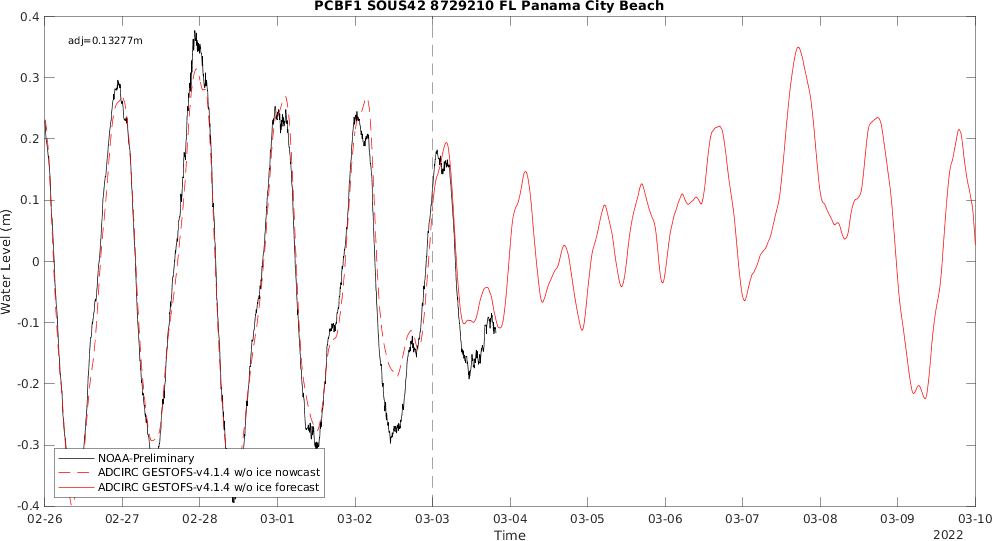 PCBF1 SOUS42 8729210 FL Panama City Beach
adj=0.13277m
0.4
0.3
0.2
0.1
0
-0.1
-0.2
-0.3
-0.4
Water Level (m)
NOAA-Preliminary
ADCIRC GESTOFS-v4.1.4 w/o ice nowcast
ADCIRC GESTOFS-v4.1.4 w/o ice forecast
02-26 02-27 02-28 03-01 03-02 03-03 03-04 03-05 03-06 03-07 03-08 03-09 03-10
Time
2022